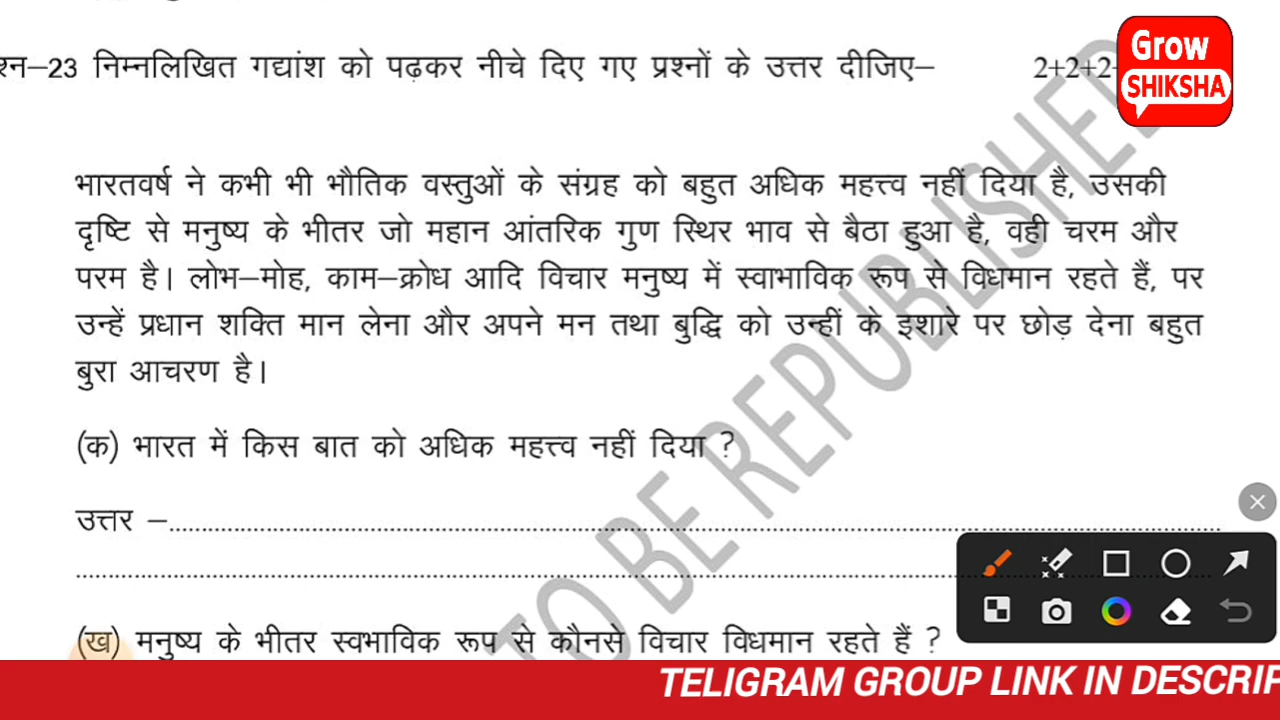 श्न–23 निम्नलिखित गद्यांश को पढ़कर नीचे दिए गए प्रश्नों के उत्तर दीजिए– 2+2+2
Grow
SHIKSHA
भारतवर्ष ने कभी भी भौतिक वस्तुओं के संग्रह को बहुत अधिक महत्त्व नहीं दिया है, उसकी
दृष्टि से मनुष्य के भीतर जो महान आंतरिक गुण स्थिर भाव से बैठा हुआ है, वही चरम और
परम है। लोभ–मोह, काम–क्रोध आदि विचार मनुष्य में स्वाभाविक रूप से विधमान रहते हैं, पर
उन्हें प्रधान शक्ति मान लेना और अपने मन तथा बुद्धि को उन्हीं के इशारे पर छोड़ देना बहुत
बुरा आचरण है।
(क) भारत में किस बात को अधिक महत्त्व नहीं दिया ?
उत्तर –
(ख) मनुष्य के भीतर स्वभाविक रूप से कौनसे विचार विधमान रहते हैं ?
TO BE REPUBLISHED
TELIGRAM GROUP LINK IN DESCRIP